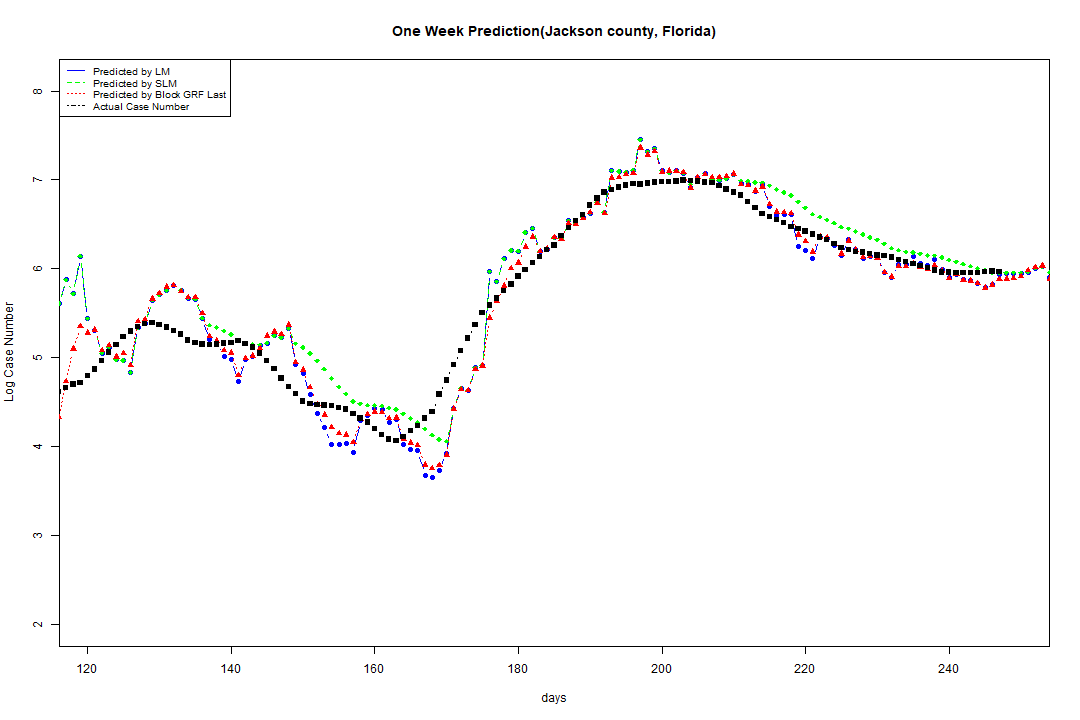 One Week Prediction(Jackson county, Florida)
Predicted by LM
Predicted by SLM
Predicted by Block GRF Last
Actual Case Number
8
7
6
5
4
3
2
Log Case Number
120 140 160 180 200 220 240
days